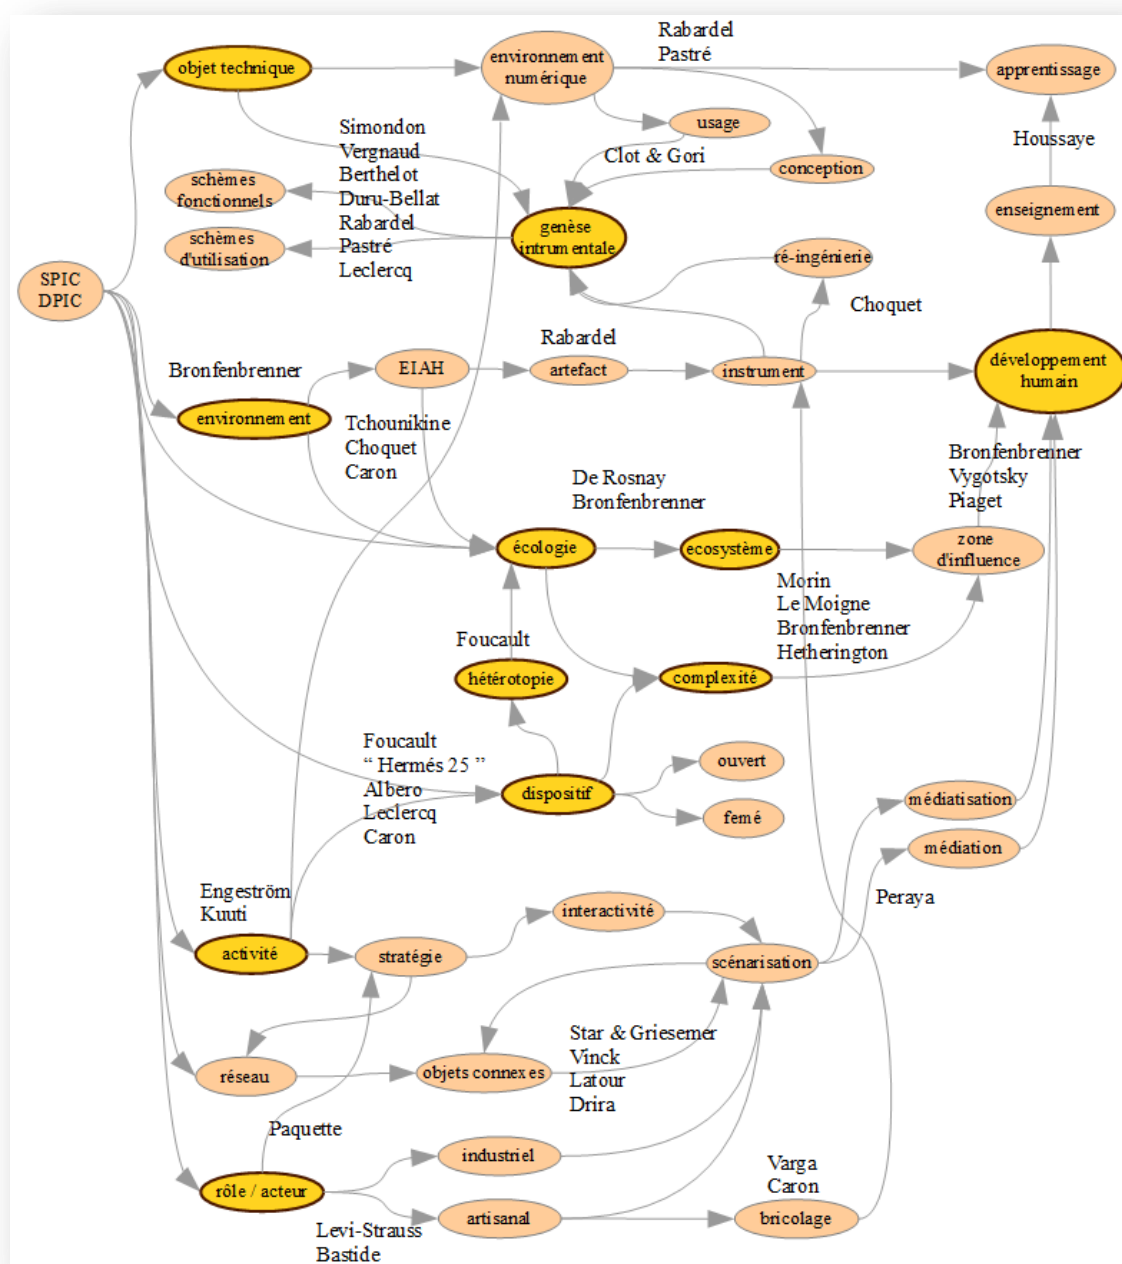 Rabardel
Pastré
objet technique
environnement
numérique
apprentissage
usage
Simondon
Vergnaud
Berthelot
Duru-Bellat
Rabardel
Pastré
Leclercq
Clot & Gori
conception
Houssaye
schèmes
fonctionnels
schèmes
d'utilisation
genèse
intrumentale
enseignement
ré-ingénierie
SPIC
DPIC
Choquet
Rabardel
Bronfenbrenner
EIAH
artefact
instrument
développement
humain
environnement
Tchounikine
Choquet
Caron
Bronfenbrenner
Vygotsky
Piaget
De Rosnay
Bronfenbrenner
écologie
ecosystème
zone
d'influence
Morin
Le Moigne
Bronfenbrenner
Hetherington
Foucault
hétérotopie
complexité
Foucault
“ Hermés 25 ”
Albero
Leclercq
Caron
ouvert
dispositif
femé
médiatisation
médiation
Peraya
Engeström
Kuuti
interactivité
activité
stratégie
scénarisation
Star & Griesemer
Vinck
Latour
Drira
réseau
objets connexes
Paquette
industriel
Varga
Caron
rôle / acteur
artisanal
bricolage
Levi-Strauss
Bastide